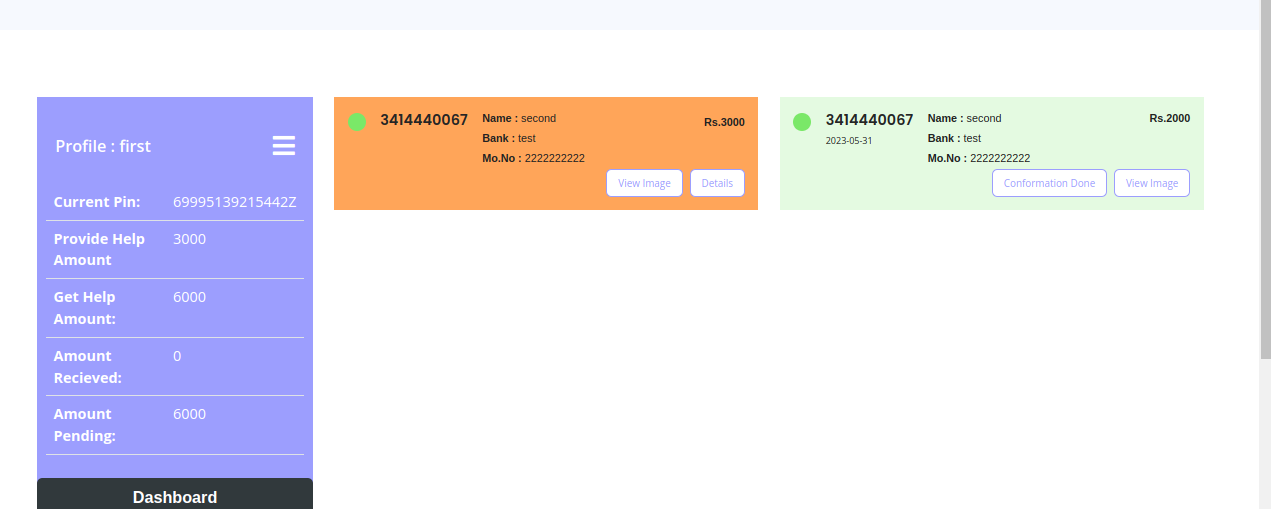 Profile : first
Current Pin: 69995139215442Z
Provide Help 3000
Amount
Get Help 6000
Amount:
Amount 0
Recieved:
Amount 6000
Pending:
Dashboard
3414440067 Name : second Rs.3000
Bank : test
Mo.No : 2222222222
View Image Details
3414440067 Name : second Rs.2000
2023-05-31 Bank : test
Mo.No : 2222222222
Conformation Done View Image